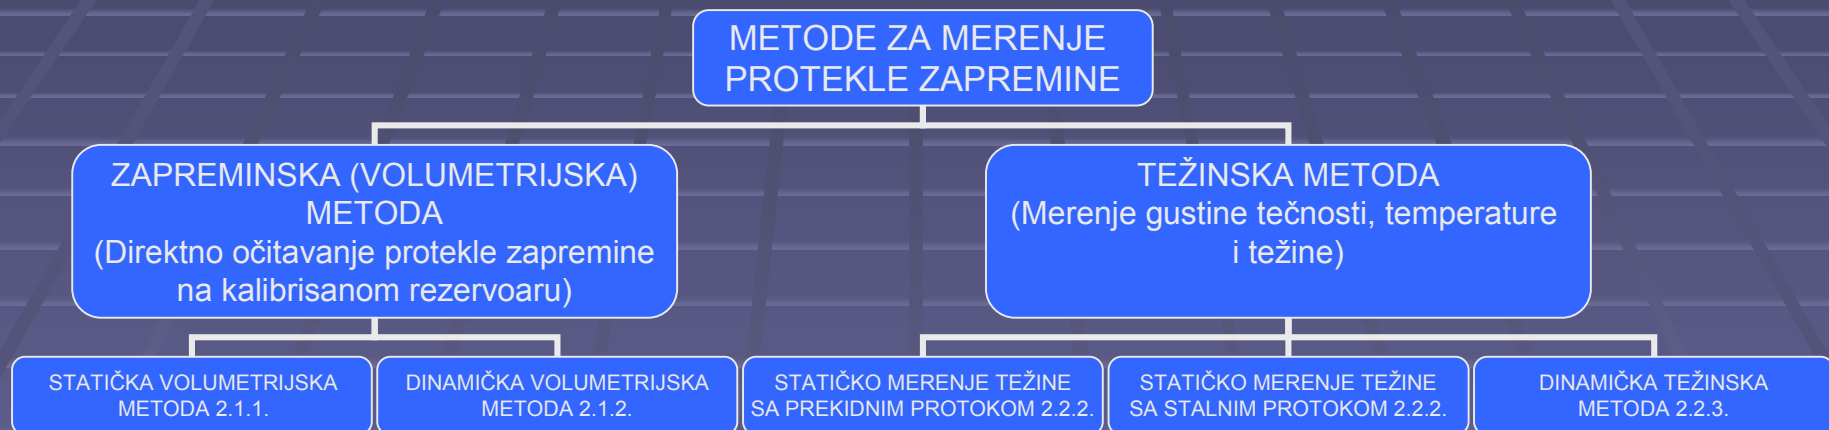 METODE ZA MERENJE
PROTEKLE ZAPREMINE
ZAPREMINSKA (VOLUMETRIJSKA)
METODA
(Direktno očitavanje protekle zapremine
na kalibrisanom rezervoaru)
TEŽINSKA METODA
(Merenje gustine tečnosti, temperature
i težine)
STATIČKA VOLUMETRIJSKA
METODA 2.1.1.
DINAMIČKA VOLUMETRIJSKA
METODA 2.1.2.
STATIČKO MERENJE TEŽINE
SA PREKIDNIM PROTOKOM 2.2.2.
STATIČKO MERENJE TEŽINE
SA STALNIM PROTOKOM 2.2.2.
DINAMIČKA TEŽINSKA
METODA 2.2.3.